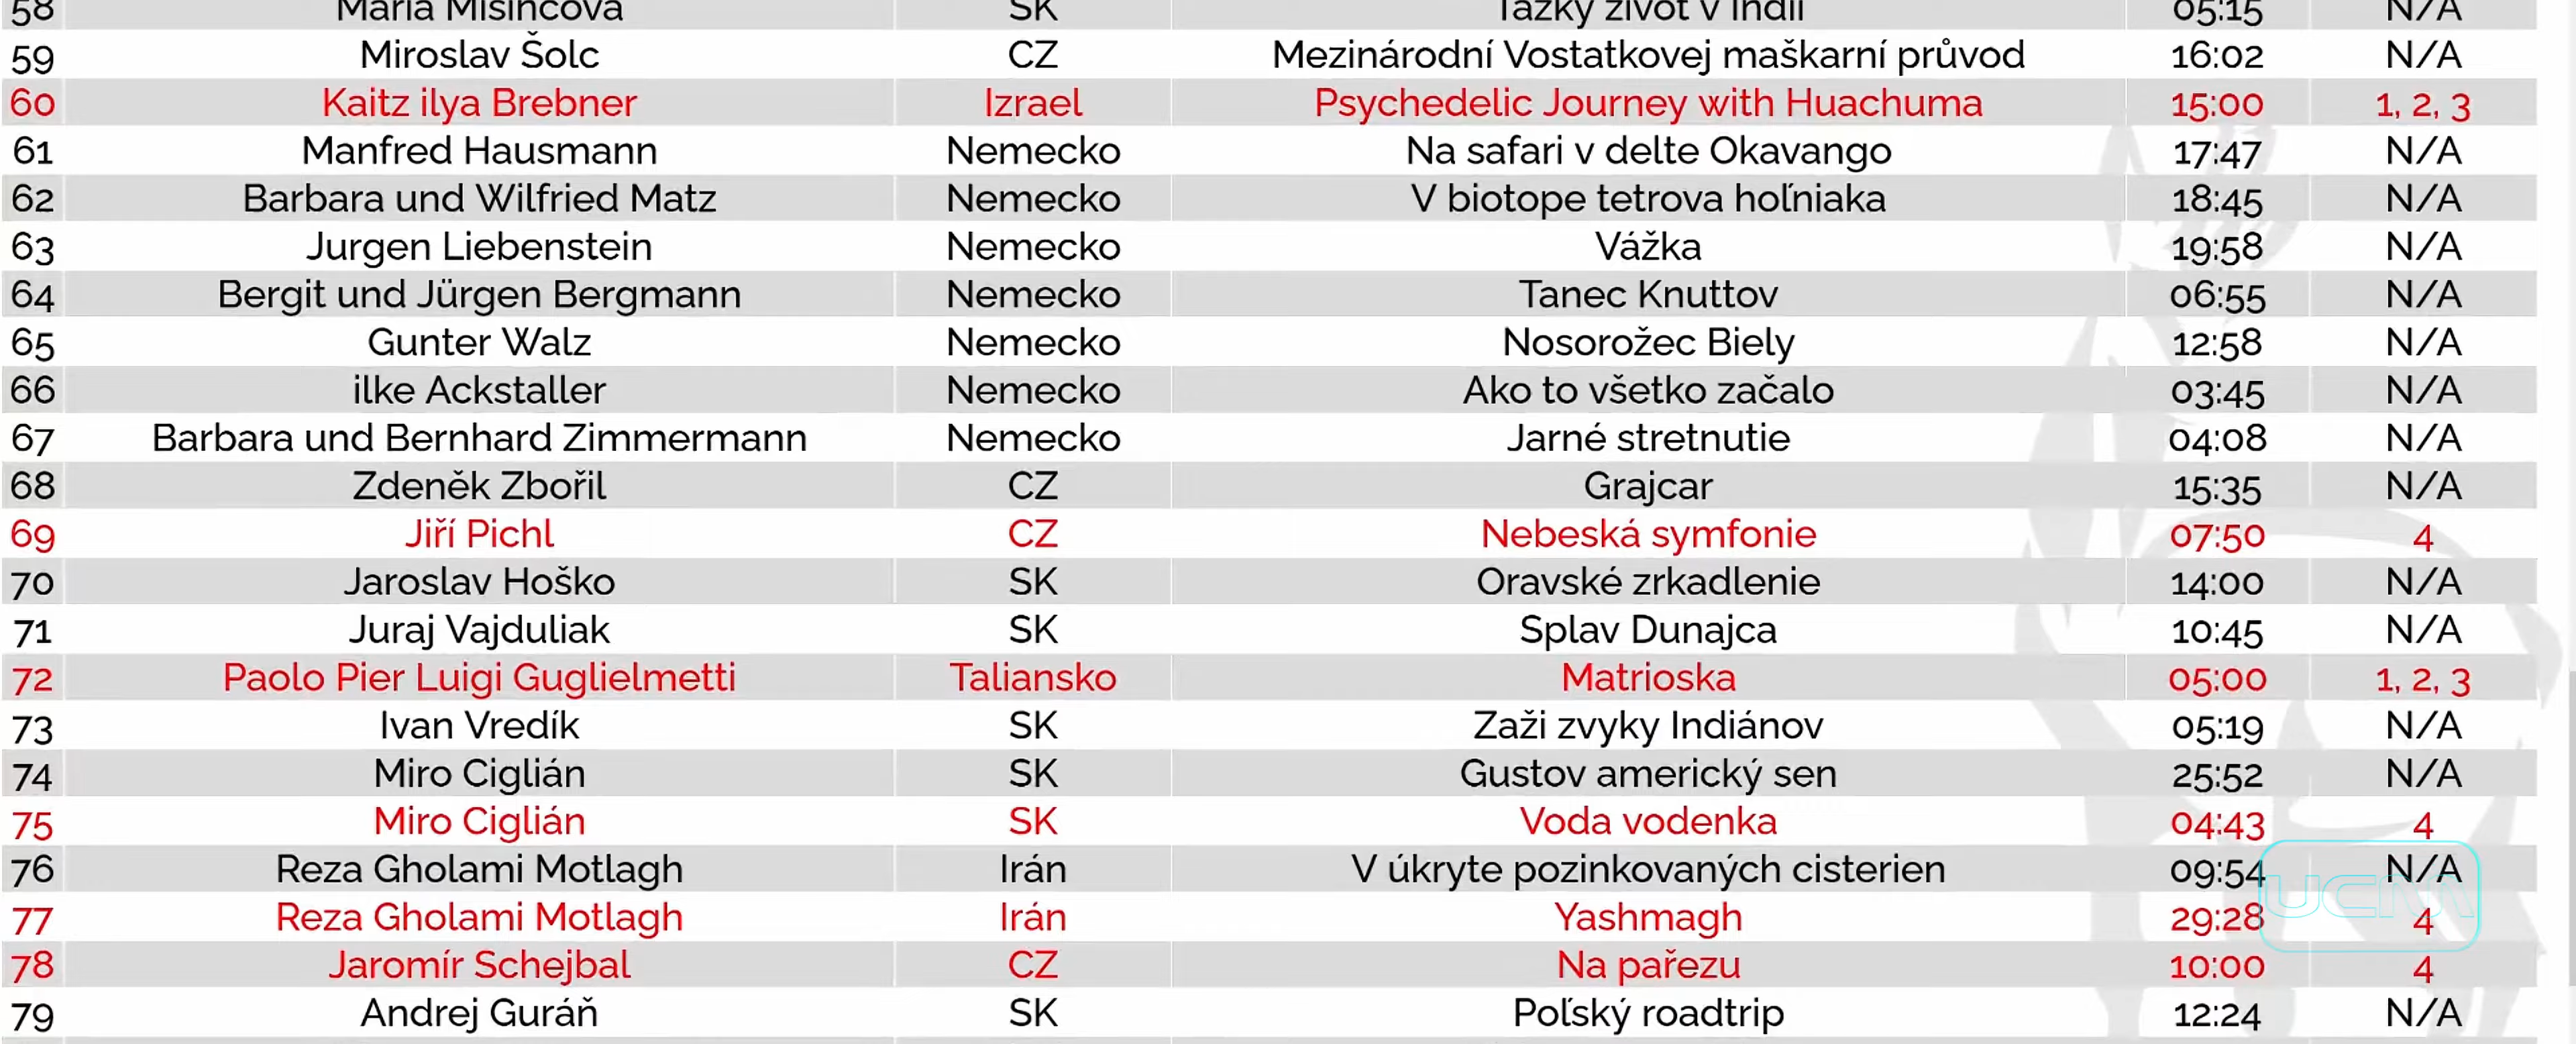 58 Mária Mišinčová SK Ťažký život v Indii 05:15 N/A
59 Miroslav Šolc CZ Mezinárodní Vostatkovej maškarní průvod 16:02 N/A
60 Kaitz ilya Brebner Izrael Psychedelic Journey with Huachuma 15:00 1, 2, 3
61 Manfred Hausmann Nemecko Na safari v delte Okavango 17:47 N/A
62 Barbara und Wilfried Matz Nemecko V biotope tetrova hoľniaka 18:45 N/A
63 Jurgen Liebenstein Nemecko Vážka 19:58 N/A
64 Bergit und Jürgen Bergmann Nemecko Tanec Knuttov 06:55 N/A
65 Gunter Walz Nemecko Nosorožec Biely 12:58 N/A
66 ilke Ackstaller Nemecko Ako to všetko začalo 03:45 N/A
67 Barbara und Bernhard Zimmermann Nemecko Jarné stretnutie 04:08 N/A
68 Zdeněk Zbořil CZ Grajcar 15:35 N/A
69 Jiří Pichl CZ Nebeská symfonie 07:50 4
70 Jaroslav Hoško SK Oravské zrkadlenie 14:00 N/A
71 Juraj Vajduliak SK Splav Dunajca 10:45 N/A
72 Paolo Pier Luigi Guglielmetti Taliansko Matrioska 05:00 1, 2, 3
73 Ivan Vredík SK Zaži zvyky Indiánov 05:19 N/A
74 Miro Ciglián SK Gustov americký sen 25:52 N/A
75 Miro Ciglián SK Voda vodenka 04:43 4
76 Reza Gholami Motlagh Irán V úkryte pozinkovaných cisterien 09:54 N/A
77 Reza Gholami Motlagh Irán Yashmagh 29:28 4
UCM
78 Jaromír Schejbal CZ Na pařezu 10:00 4
79 Andrej Guráň SK Poľský roadtrip 12:24 N/A